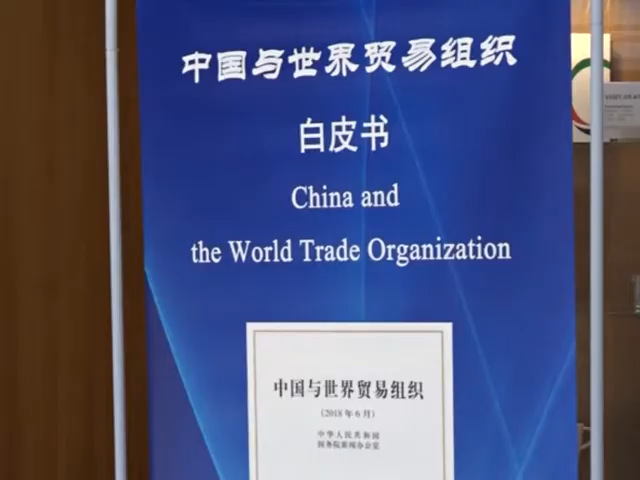 中国与世界贸易组织
白皮书
China and
the World Trade Organization
中国与世界贸易组织
(2018年6月)
中华人民共和国
国务院新闻办公室